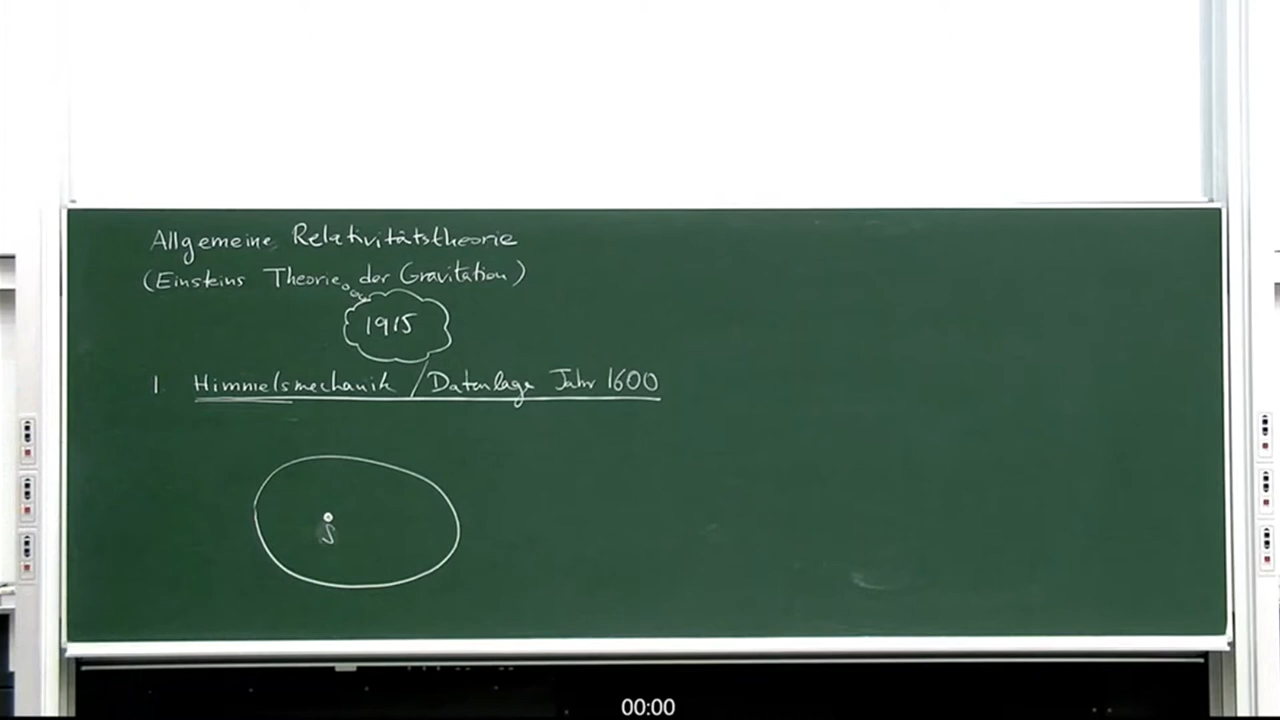 Allgemeine Relativitätstheorie
(Einsteins Theorie der Gravitation)
1915
1. Himmelsmechanik / Datenlage Jahr 1600
S
00:00